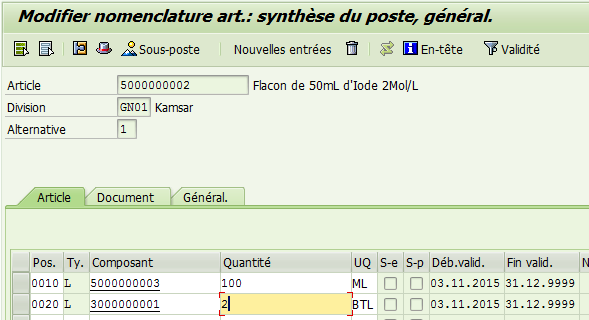 Modifier nomenclature art.: synthèse du poste, général.
Sous-poste Nouvelles entrées En-tête Validité
Article 5000000002 Flacon de 50mL d'Iode 2Mol/L
Division GN01 Kamsar
Alternative 1
Article Document Général.
Pos. Ty. Composant Quantité UQ S-e S-p Déb.valid. Fin valid. N
0010 L 5000000003 100 ML 03.11.2015 31.12.9999
0020 L 3000000001 2 BTL 03.11.2015 31.12.9999